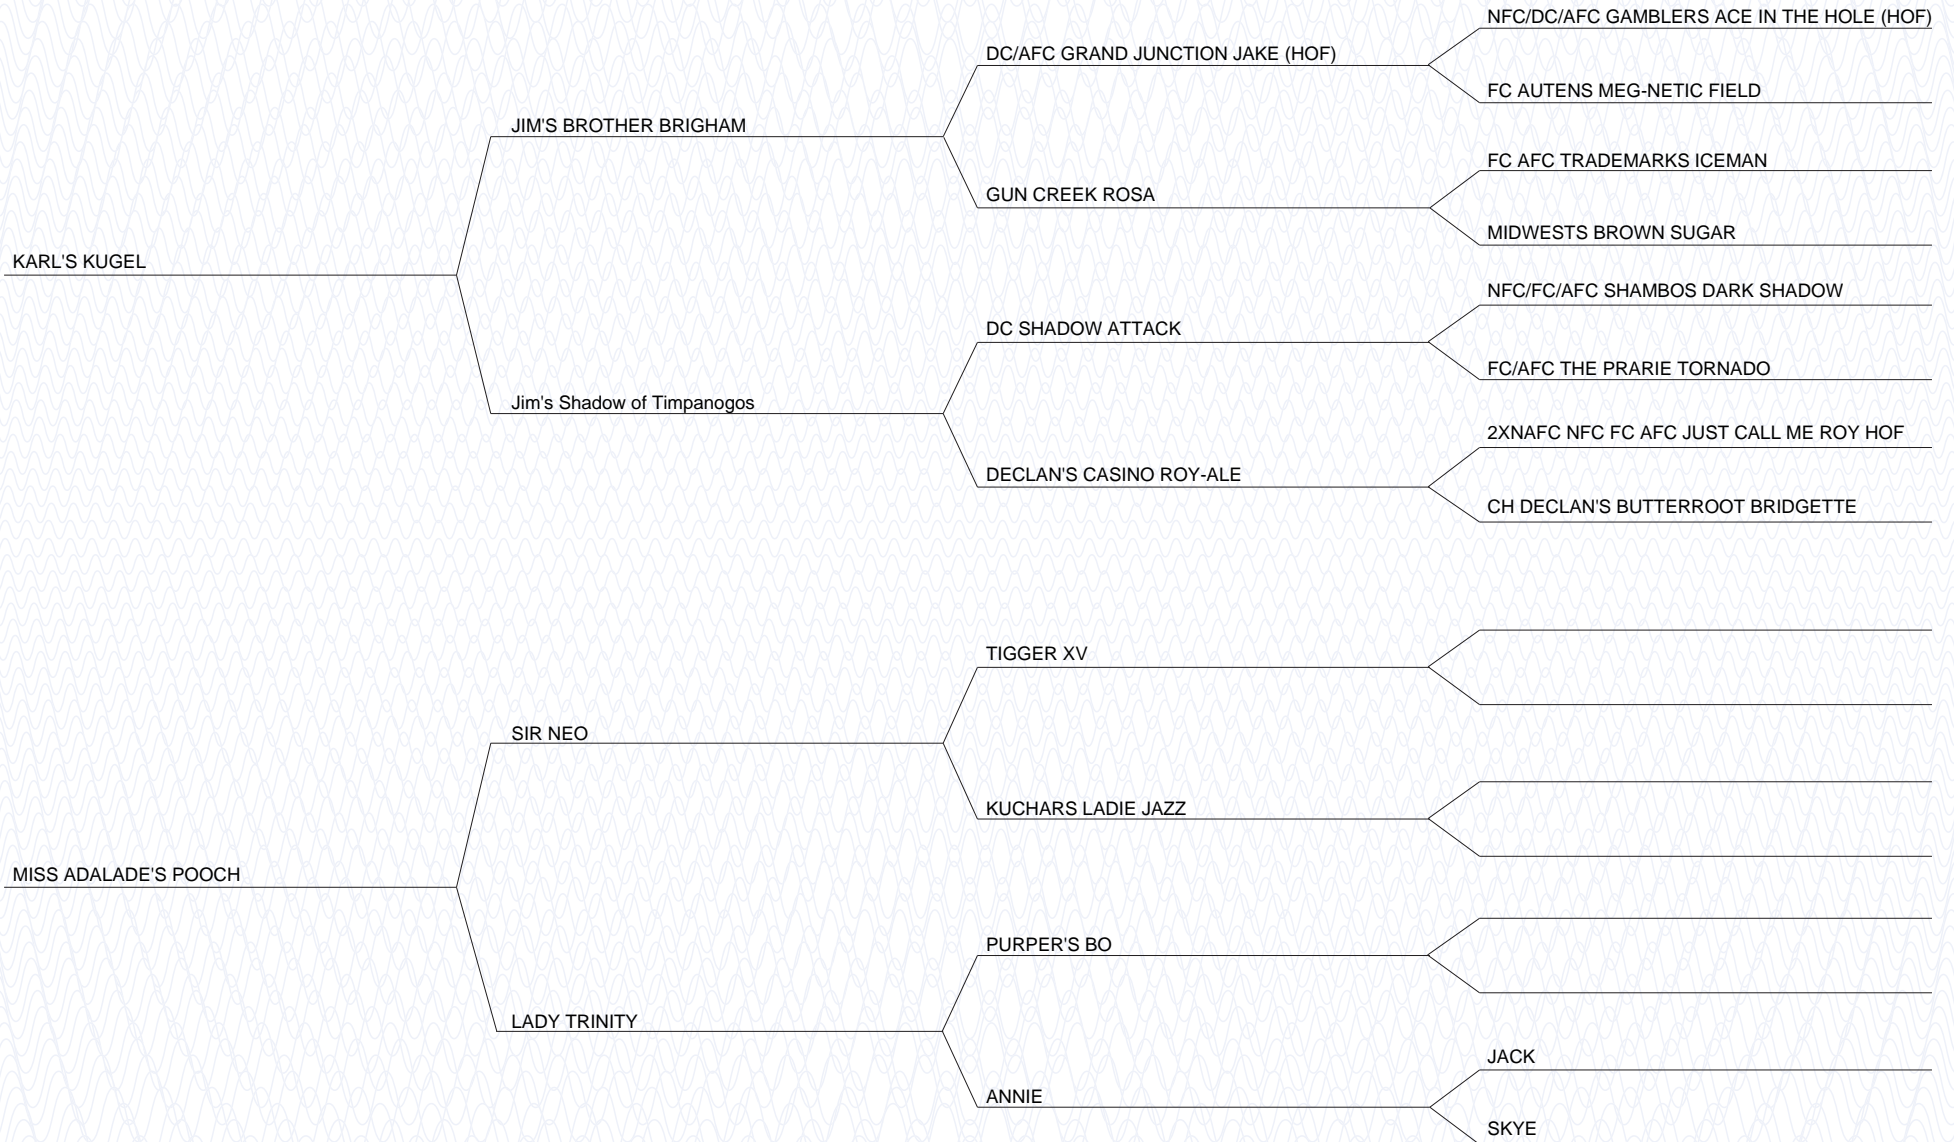 NFC/DC/AFC GAMBLERS ACE IN THE HOLE (HOF)
DC/AFC GRAND JUNCTION JAKE (HOF)
FC AUTENS MEG-NETIC FIELD
JIM'S BROTHER BRIGHAM
FC AFC TRADEMARKS ICEMAN
GUN CREEK ROSA
MIDWESTS BROWN SUGAR
KARL'S KUGEL
NFC/FC/AFC SHAMBOS DARK SHADOW
DC SHADOW ATTACK
FC/AFC THE PRARIE TORNADO
Jim's Shadow of Timpanogos
2XNAFC NFC FC AFC JUST CALL ME ROY HOF
DECLAN'S CASINO ROY-ALE
CH DECLAN'S BUTTERROOT BRIDGETTE
TIGGER XV
SIR NEO
KUCHARS LADIE JAZZ
MISS ADALADE'S POOCH
PURPER'S BO
LADY TRINITY
JACK
ANNIE
SKYE